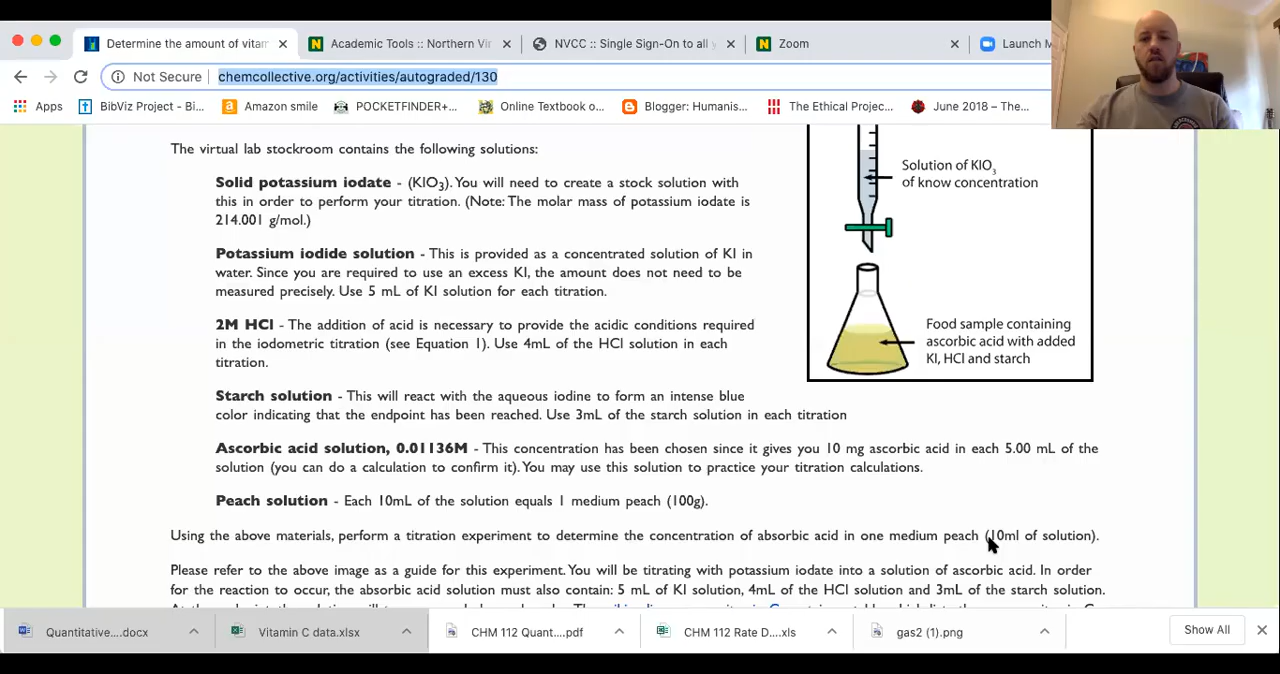 Determine the amount of vitam
Academic Tools :: Northern Vir
NVCC :: Single Sign-On to all y
Zoom
Launch M
Not Secure
chemcollective.org/activities/autograded/130
Apps
BibViz Project - Bi...
Amazon smile
POCKETFINDER+...
Online Textbook o...
Blogger: Humanis...
The Ethical Projec...
June 2018 – The...
The virtual lab stockroom contains the following solutions:
Solid potassium iodate - (KIO3). You will need to create a stock solution with
this in order to perform your titration. (Note: The molar mass of potassium iodate is
214.001 g/mol.)
Potassium iodide solution - This is provided as a concentrated solution of KI in
water. Since you are required to use an excess KI, the amount does not need to be
measured precisely. Use 5 mL of KI solution for each titration.
2M HCl - The addition of acid is necessary to provide the acidic conditions required
in the iodometric titration (see Equation 1). Use 4mL of the HCl solution in each
titration.
Starch solution - This will react with the aqueous iodine to form an intense blue
color indicating that the endpoint has been reached. Use 3mL of the starch solution in each titration
Ascorbic acid solution, 0.01136M - This concentration has been chosen since it gives you 10 mg ascorbic acid in each 5.00 mL of the
solution (you can do a calculation to confirm it). You may use this solution to practice your titration calculations.
Peach solution - Each 10mL of the solution equals 1 medium peach (100g).
Solution of KIO3
of know concentration
Food sample containing
ascorbic acid with added
KI, HCl and starch
Using the above materials, perform a titration experiment to determine the concentration of absorbic acid in one medium peach (10ml of solution).
Please refer to the above image as a guide for this experiment. You will be titrating with potassium iodate into a solution of ascorbic acid. In order
for the reaction to occur, the absorbic acid solution must also contain: 5 mL of KI solution, 4mL of the HCl solution and 3mL of the starch solution.
Quantitative....docx
Vitamin C data.xlsx
CHM 112 Quant....pdf
CHM 112 Rate D....xls
gas2 (1).png
Show All